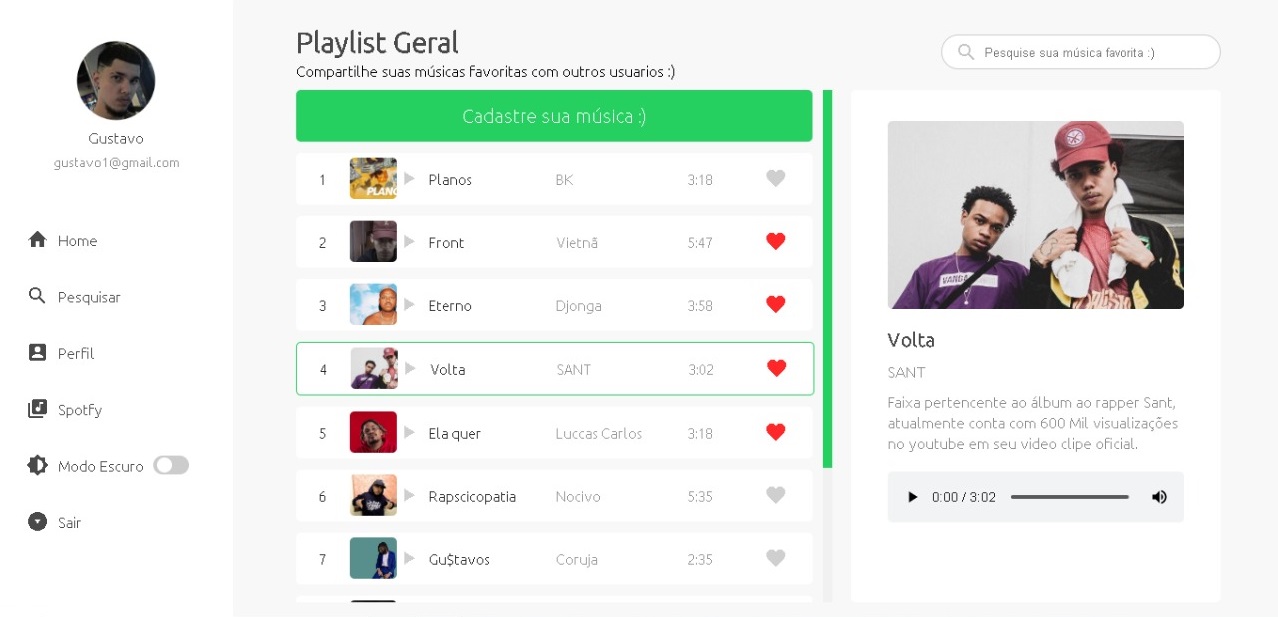 Gustavo
gustavo1@gmail.com
Home
Pesquisar
Perfil
Spotfy
Modo Escuro
Sair
Playlist Geral
Compartilhe suas músicas favoritas com outros usuarios :)
Pesquise sua música favorita :)
Cadastre sua música :)
1 PLANO Planos BK 3:18
2 Front Vietnã 5:47
3 Eterno Djonga 3:58
4 Volta SANT 3:02
5 Ela quer Luccas Carlos 3:18
6 Rapscicopatia Nocivo 5:35
7 Gu$tavos Coruja 2:35
VANGA
Volta
SANT
Faixa pertencente ao álbum ao rapper Sant,
atualmente conta com 600 Mil visualizações
no youtube em seu video clipe oficial.
0:00 / 3:02